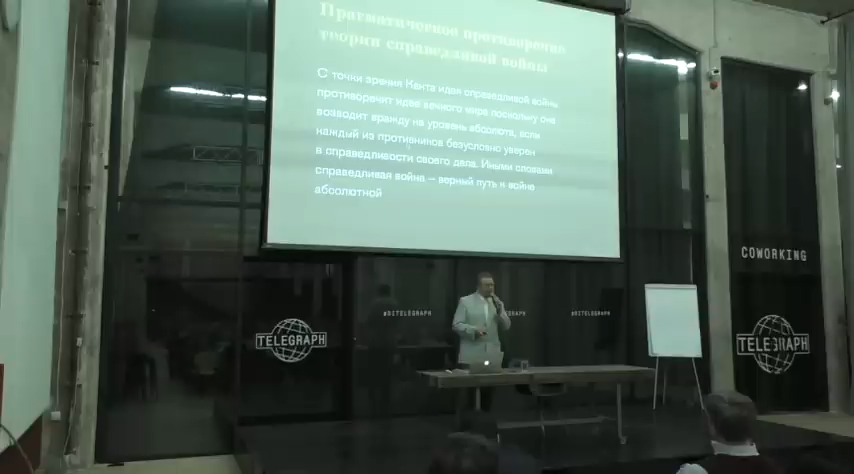 Прагматическое противоречие
теории справедливой войны
С точки зрения Канта идея справедливой войны
противоречит идее вечного мира поскольку она
возводит вражду на уровень абсолюта, если
каждый из противников безусловно уверен
в справедливости своего дела. Иными словами
справедливая война – верный путь к войне
абсолютной
COWORKING
#DITELEGRAPH
#DITELEGRAPH
TELEGRAPH
TELEGRAPH